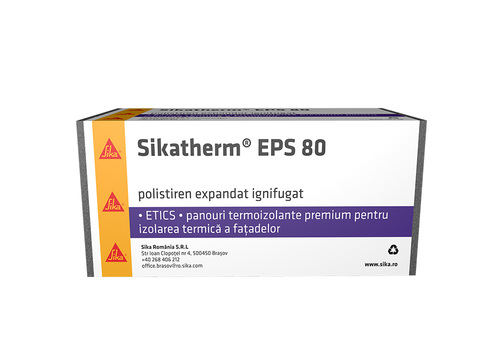 Sikatherm® EPS 80
polistiren expandat ignifugat
• ETICS • panouri termoizolante premium pentru
izolarea termică a fațadelor
Sika România S.R.L
Str Ioan Clopoțel nr 4, 500450 Brașov
+40 268 406 212
office.brasov@ro.sika.com
www.sika.ro
Sika
Sika
Sika